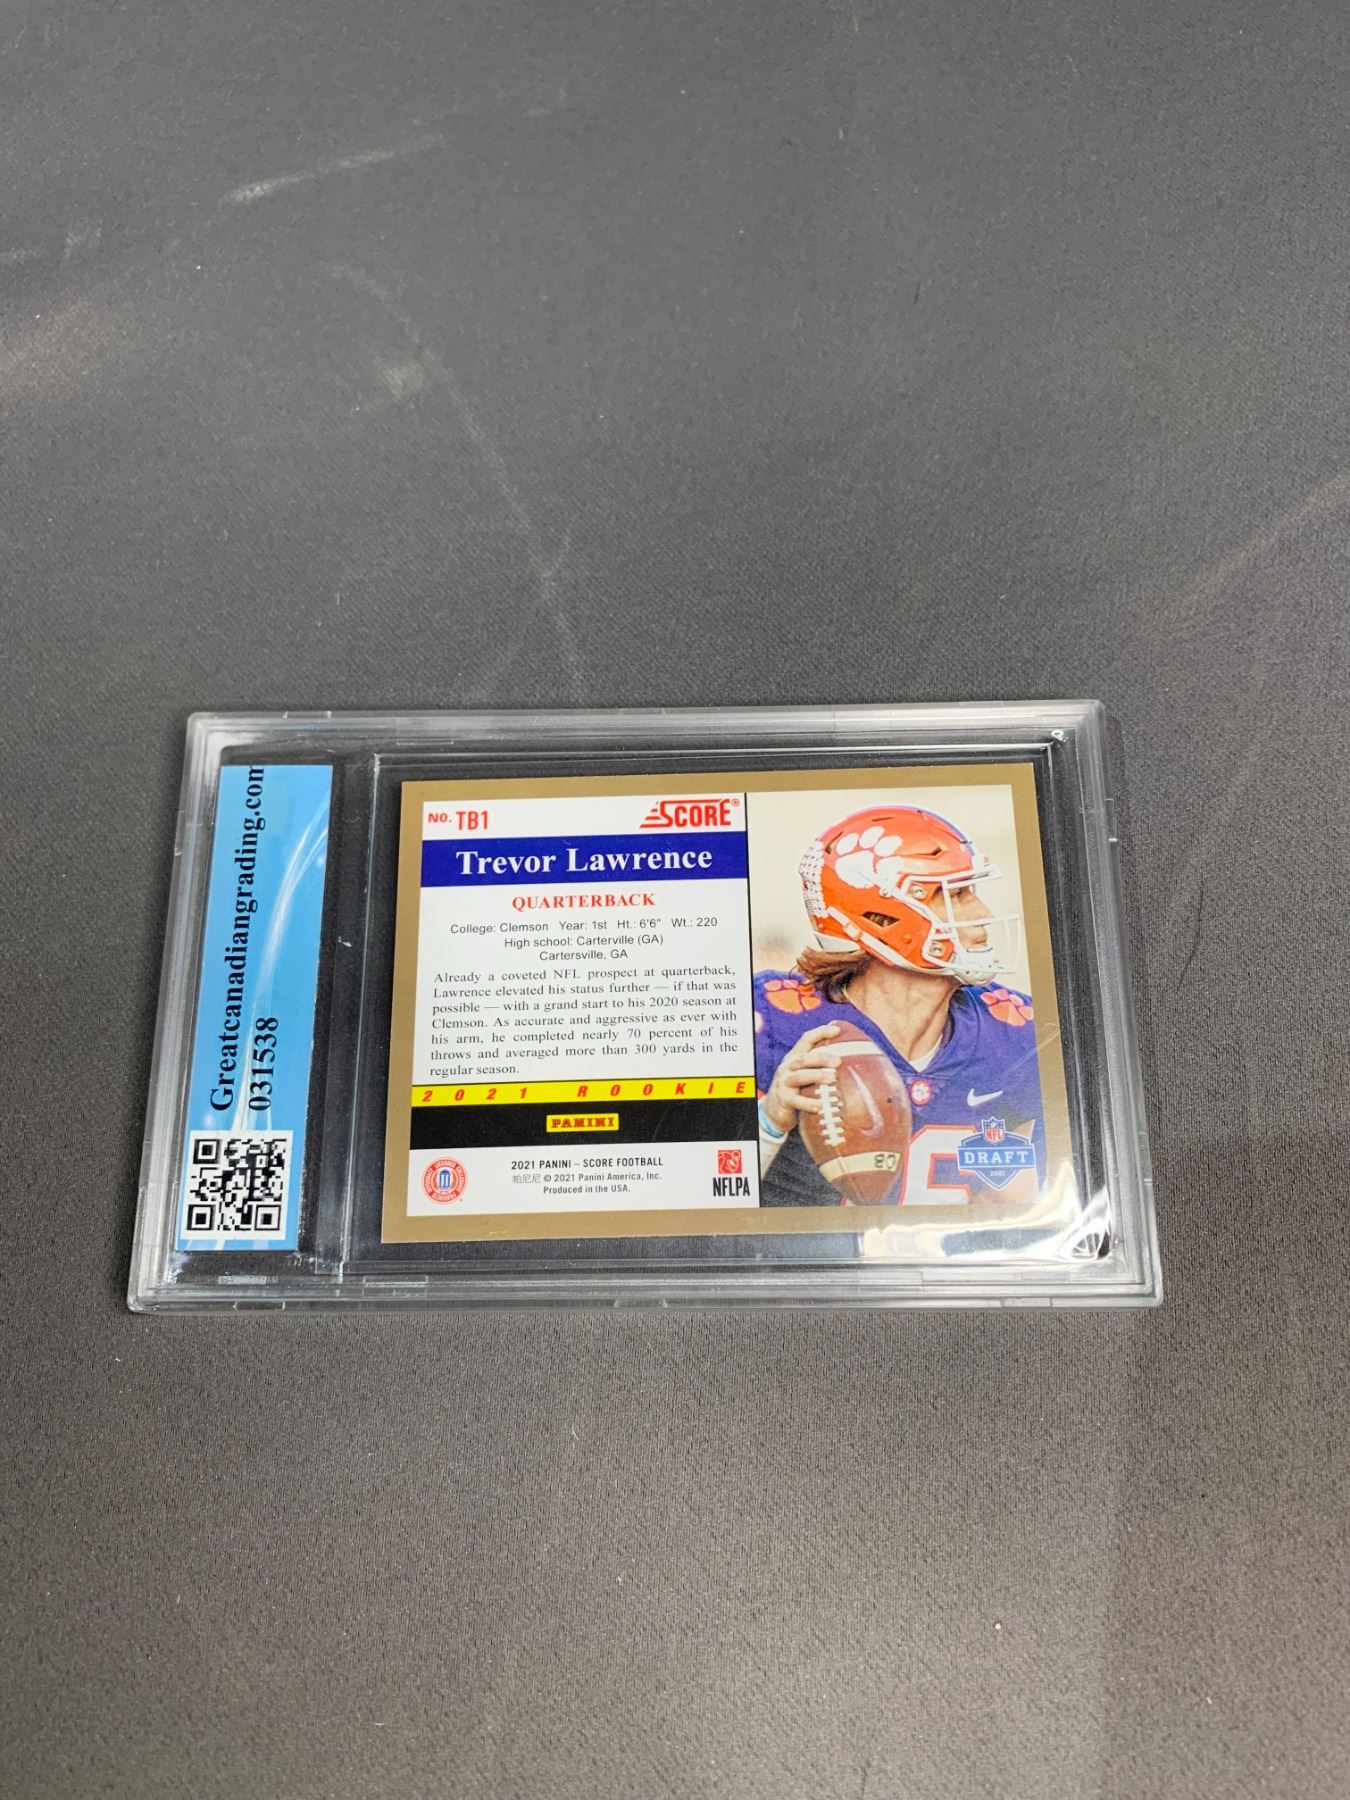 Greatcanadiangrading.com
031538
No. TB1
SCORE®
Trevor Lawrence
QUARTERBACK
College: Clemson Year: 1st Ht.: 6'6" Wt.: 220
High school: Carterville (GA)
Cartersville, GA
Already a coveted NFL prospect at quarterback,
Lawrence elevated his status further — if that was
possible — with a grand start to his 2020 season at
Clemson. As accurate and aggressive as ever with
his arm, he completed nearly 70 percent of his
throws and averaged more than 300 yards in the
regular season.
2021 ROOKIE
PANINI
2021 PANINI – SCORE FOOTBALL
帕尼尼 © 2021 Panini America, Inc.
Produced in the USA.
NFLPA
80
NFL
DRAFT
2021